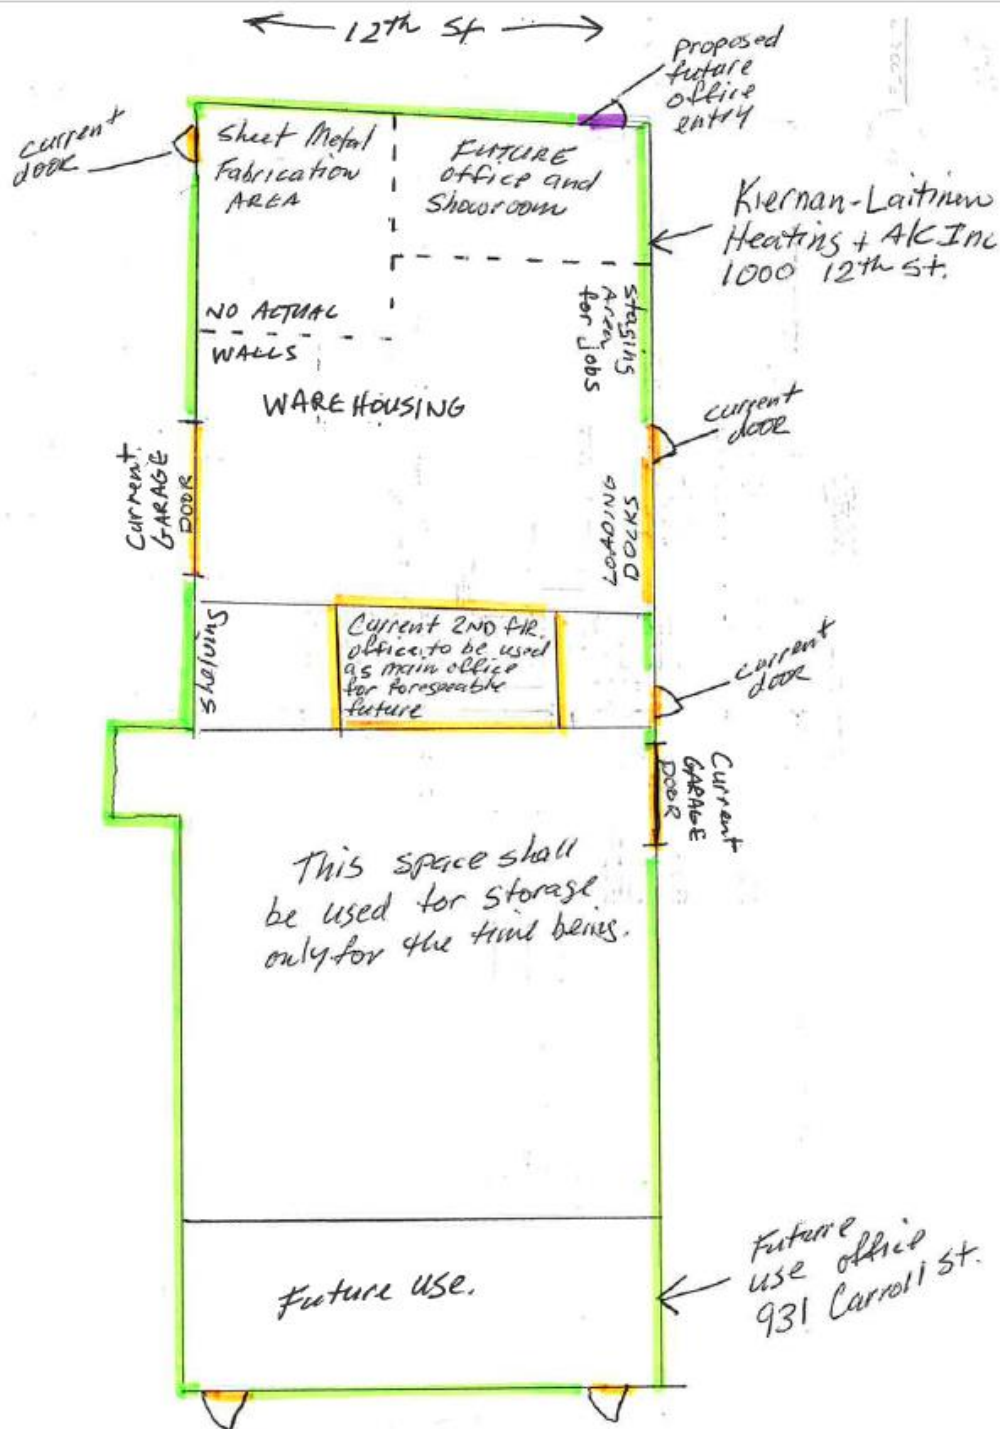 12th St
Proposed
future
office
entry
current
door
Sheet Metal
Fabrication
AREA
FUTURE
office and
Showroom
Kiernan-Laitinen
Heating + A/C Inc
1000 12th St.
NO ACTUAL
WALLS
staging
Area
for jobs
WAREHOUSING
current
door
Current
GARAGE
DOOR
LOADING
DOCKS
shelving
Current 2ND flr.
office to be used
as main office
for foreseeable
future
current
door
Current
GARAGE
DOOR
This space shall
be used for storage
only for the time being.
Future use.
Future
use office
931 Carroll St.